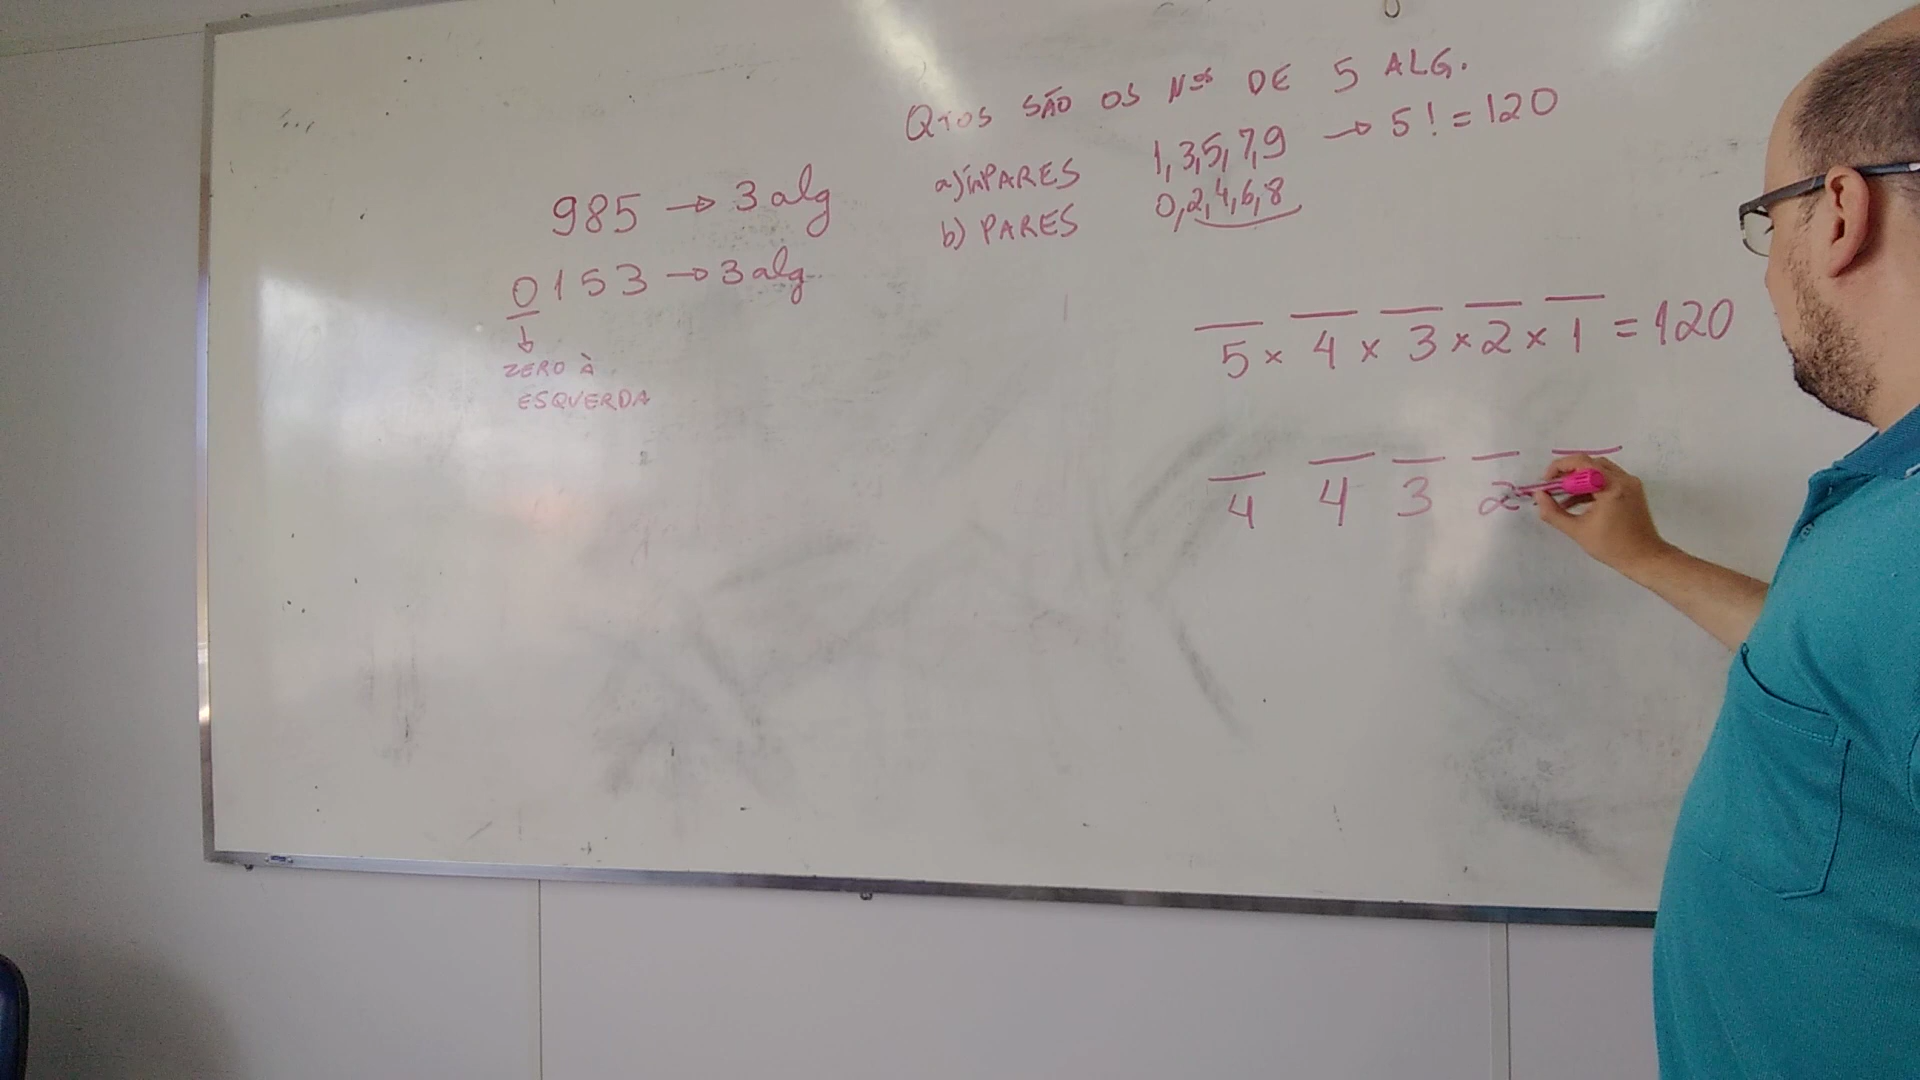 QTOS SÃO OS Nºs DE 5 ALG.
a) ÍMPARES 1,3,5,7,9 → 5! = 120
b) PARES 0,2,4,6,8
985 → 3 alg
0153 → 3 alg.
ZERO À
ESQUERDA
5 x 4 x 3 x 2 x 1 = 120
4 4 3 2